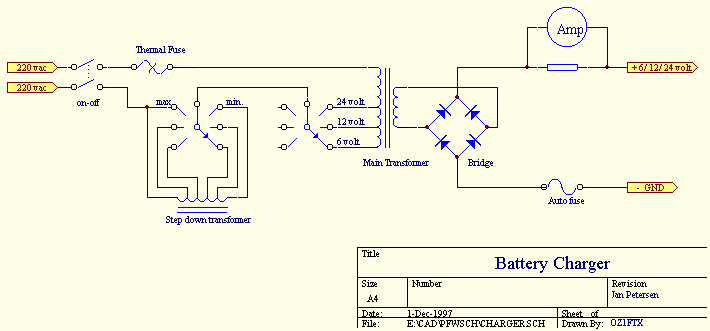 Amp
Thermal Fuse
220 vac
+ 6/ 12/ 24 volt
220 vac
on-off
max
min.
24 volt
12 volt
6 volt
Main Transformer
Bridge
- GND
Auto fuse
Step down transformer
Title
Battery Charger
Size
Number
Revision
A4
Jan Petersen
Date:
1-Dec-1997
Sheet of
File:
E:\CAD\PFWSCH\CHARGER.SCH
Drawn By:
OZ1FTX